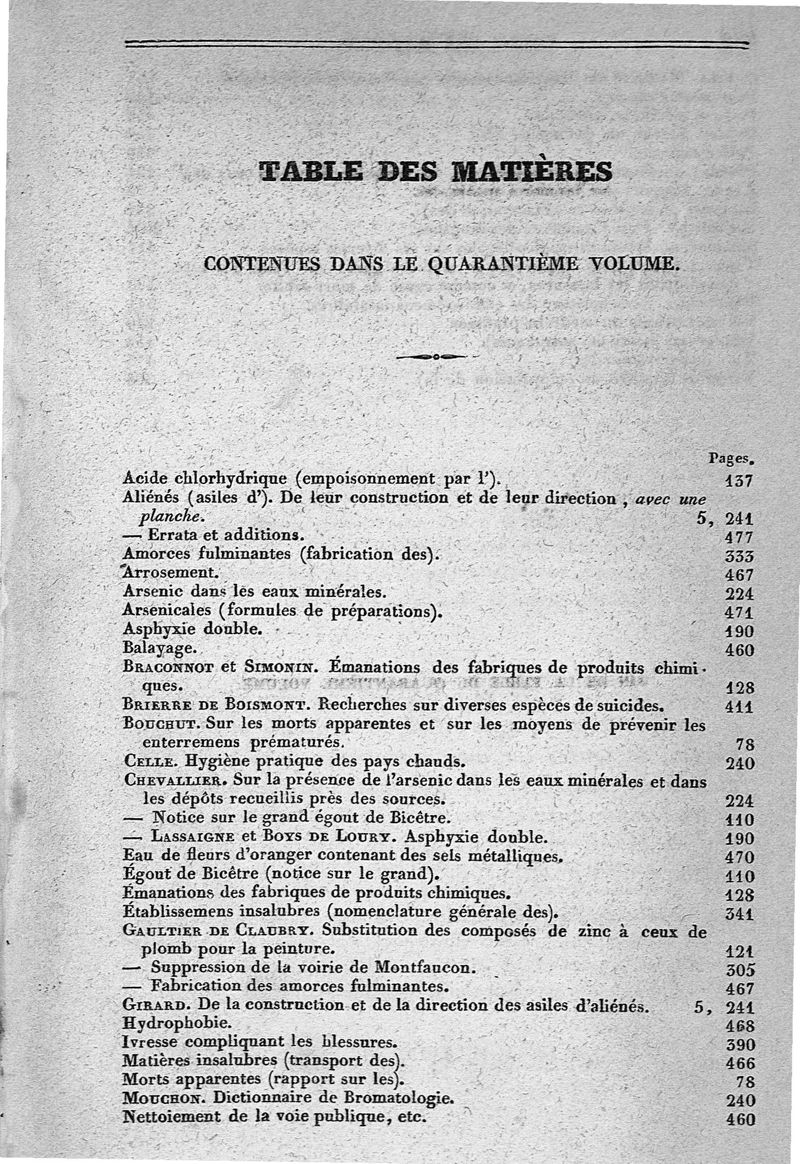 TABLE DES MATIÈRES
CONTENUES DANS LE QUARANTIÈME VOLUME.
Pages.
Acide chlorhydrique (empoisonnement par l'). 137
Aliénés (asiles d'). De leur construction et de leur direction, avec une
planche. 5, 241
— Errata et additions. 477
Amorces fulminantes (fabrication des). 333
Arrosement. 467
Arsenic dans les eaux minérales. 224
Arsénicales (formules de préparations). 471
Asphyxie double. 190
Balayage. 460
BRACONNOT et SIMONIN. Émanations des fabriques de produits chimi-
ques. 128
BRIERRE DE BOISMONT. Recherches sur diverses espèces de suicides. 411
BOUCHUT. Sur les morts apparentes et sur les moyens de prévenir les
enterremens prématurés. 78
CELLE. Hygiène pratique des pays chauds. 240
CHEVALLIER. Sur la présence de l'arsenic dans les eaux minérales et dans
les dépôts recueillis près des sources. 224
— Notice sur le grand égout de Bicêtre. 110
— LASSAIGNE et BOYS DE LOURY. Asphyxie double. 190
Eau de fleurs d'oranger contenant des sels métalliques. 470
Égout de Bicêtre (notice sur le grand). 110
Émanations des fabriques de produits chimiques. 128
Établissemens insalubres (nomenclature générale des). 341
GAULTIER DE CLAUBRY. Substitution des composés de zinc à ceux de
plomb pour la peinture. 121
— Suppression de la voirie de Montfaucon. 305
— Fabrication des amorces fulminantes. 467
GIRARD. De la construction et de la direction des asiles d'aliénés. 5, 241
Hydrophobie. 468
Ivresse compliquant les blessures. 390
Matières insalubres (transport des). 466
Morts apparentes (rapport sur les). 78
MOUCHON. Dictionnaire de Bromatologie. 240
Nettoiement de la voie publique, etc. 460